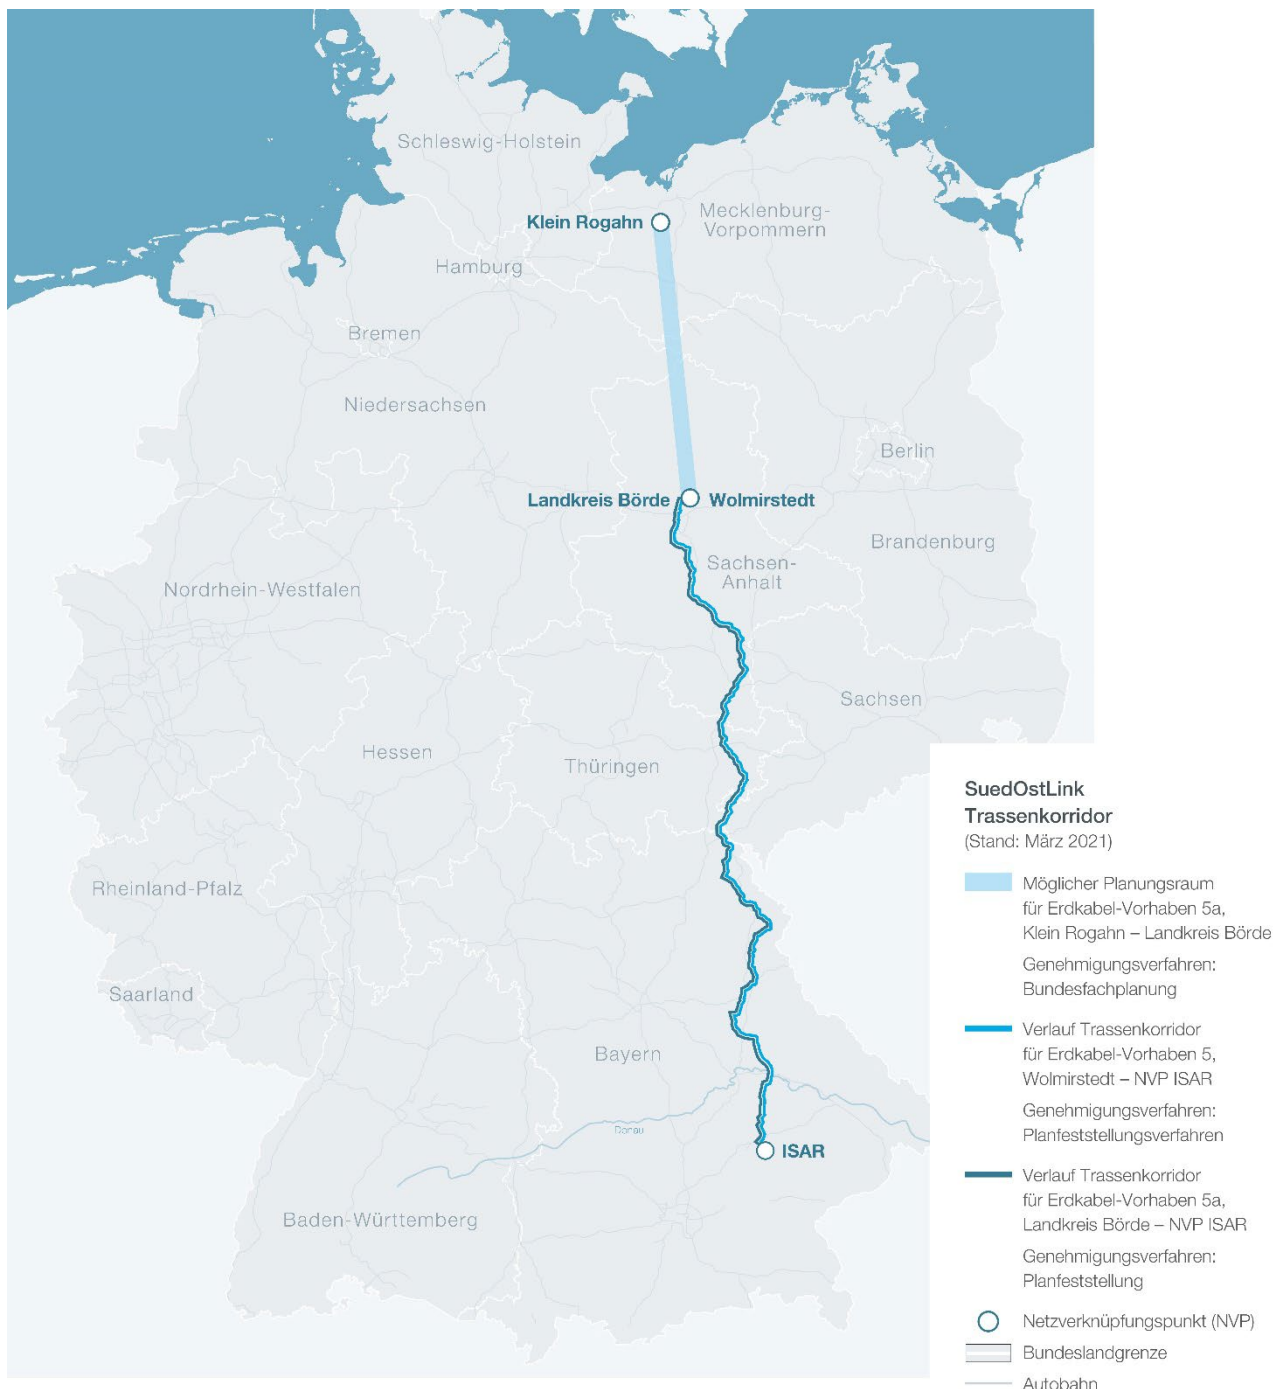 Schleswig-Holstein
Klein Rogahn
Mecklenburg-
Vorpommern
Hamburg
Bremen
Niedersachsen
Berlin
Landkreis Börde
Wolmirstedt
Brandenburg
Sachsen-
Anhalt
Nordrhein-Westfalen
Sachsen
Hessen
Thüringen
Rheinland-Pfalz
Saarland
Bayern
Donau
ISAR
Baden-Württemberg
SuedOstLink
Trassenkorridor
(Stand: März 2021)
Möglicher Planungsraum
für Erdkabel-Vorhaben 5a,
Klein Rogahn – Landkreis Börde
Genehmigungsverfahren:
Bundesfachplanung
Verlauf Trassenkorridor
für Erdkabel-Vorhaben 5,
Wolmirstedt – NVP ISAR
Genehmigungsverfahren:
Planfeststellungsverfahren
Verlauf Trassenkorridor
für Erdkabel-Vorhaben 5a,
Landkreis Börde – NVP ISAR
Genehmigungsverfahren:
Planfeststellung
Netzverknüpfungspunkt (NVP)
Bundeslandgrenze
Autobahn